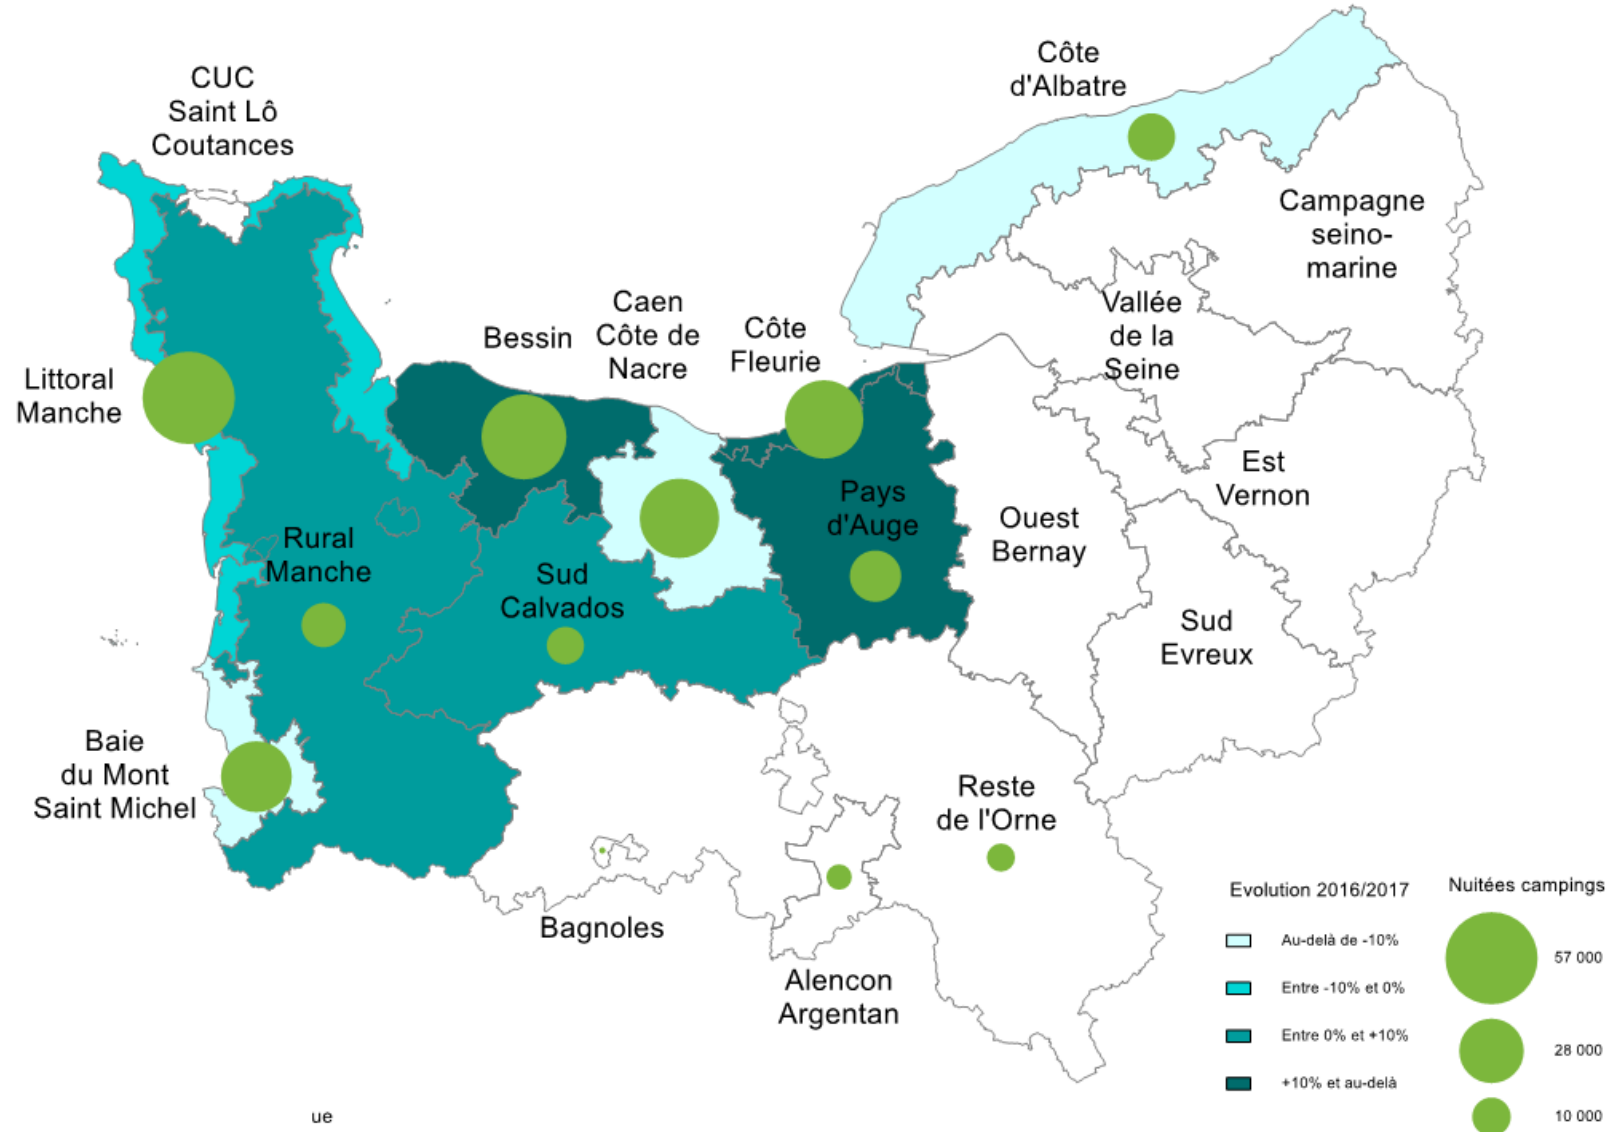 CUC
Saint Lô
Coutances
Côte
d'Albatre
Campagne
seino-
marine
Caen
Côte de
Nacre
Bessin
Côte
Fleurie
Vallée
de la
Seine
Littoral
Manche
Est
Vernon
Pays
d'Auge
Ouest
Bernay
Rural
Manche
Sud
Calvados
Sud
Evreux
Baie
du Mont
Saint Michel
Reste
de l'Orne
Bagnoles
Alencon
Argentan
Evolution 2016/2017
Au-delà de -10%
Entre -10% et 0%
Entre 0% et +10%
+10% et au-delà
Nuitées campings
57 000
28 000
10 000
ue